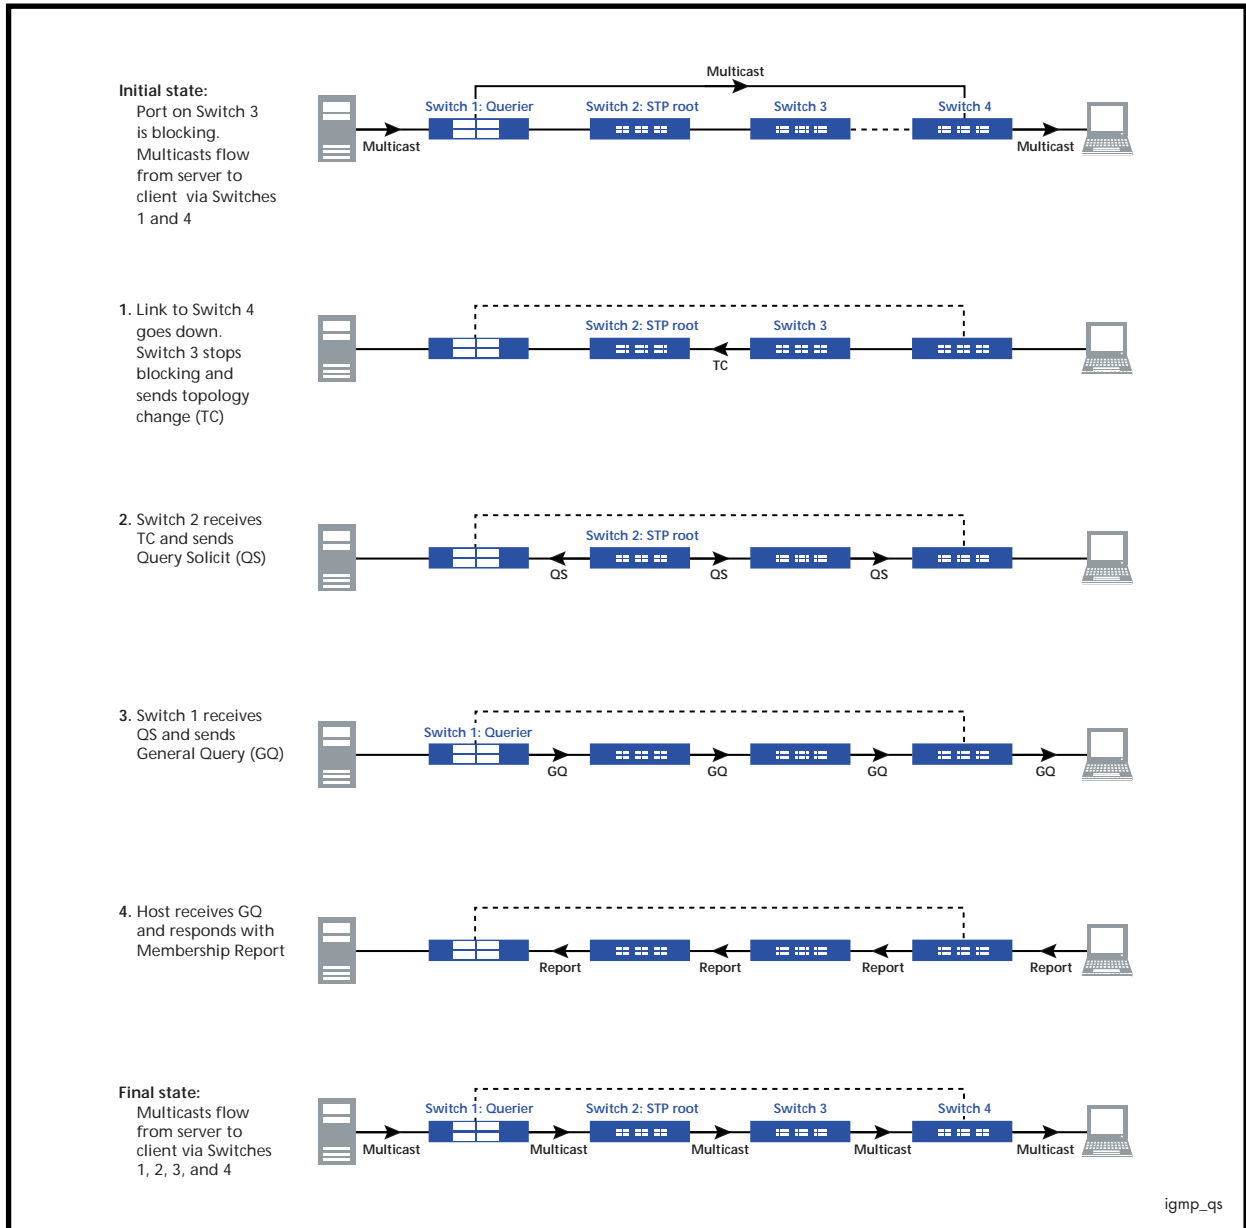 Initial state:
Port on Switch 3
is blocking.
Multicasts flow
from server to
client via Switches
1 and 4
Multicast
Switch 1: Querier
Switch 2: STP root
Switch 3
Switch 4
Multicast
Multicast
1. Link to Switch 4
goes down.
Switch 3 stops
blocking and
sends topology
change (TC)
Switch 2: STP root
Switch 3
TC
2. Switch 2 receives
TC and sends
Query Solicit (QS)
Switch 2: STP root
QS
QS
QS
3. Switch 1 receives
QS and sends
General Query (GQ)
Switch 1: Querier
GQ
GQ
GQ
GQ
4. Host receives GQ
and responds with
Membership Report
Report
Report
Report
Report
Final state:
Multicasts flow
from server to
client via Switches
1, 2, 3, and 4
Switch 1: Querier
Switch 2: STP root
Switch 3
Switch 4
Multicast
Multicast
Multicast
Multicast
Multicast
igmp_qs